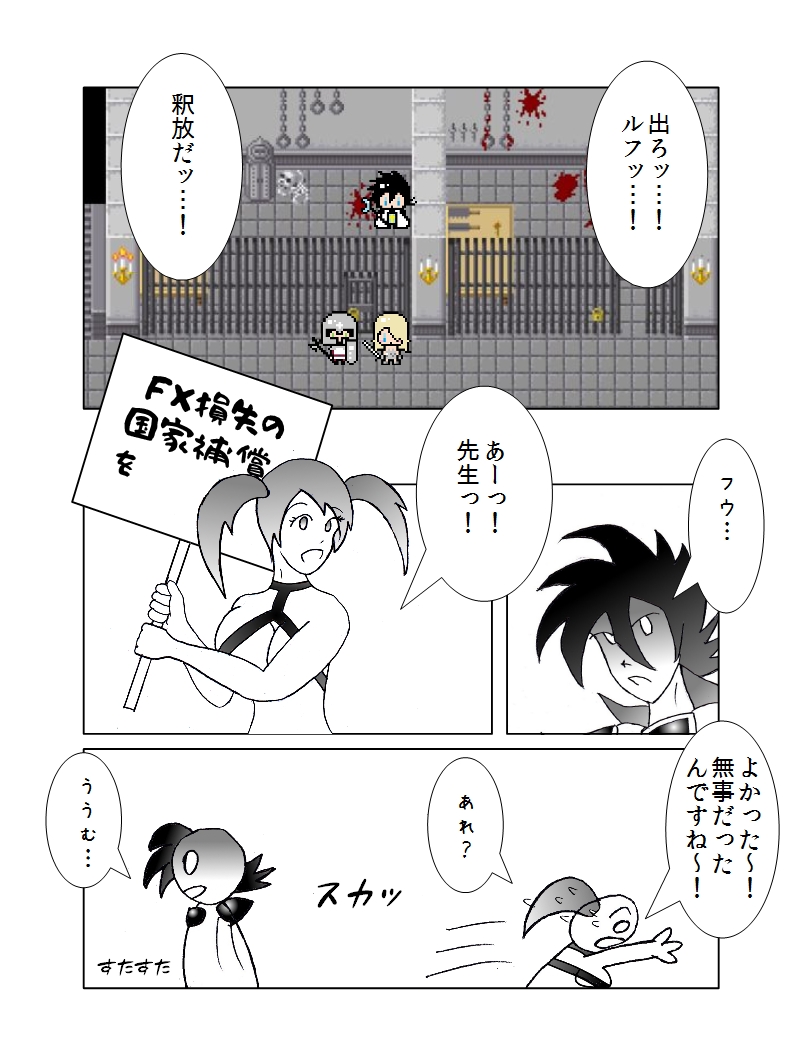 出ろッ…！
ルフッ…！
釈放だッ…！
フウ…
あーっ！
先生っ！
FX損失の
国家補償
を
よかった～！
無事だった
んですね～！
あれ？
スカッ
ううむ…
すたすた